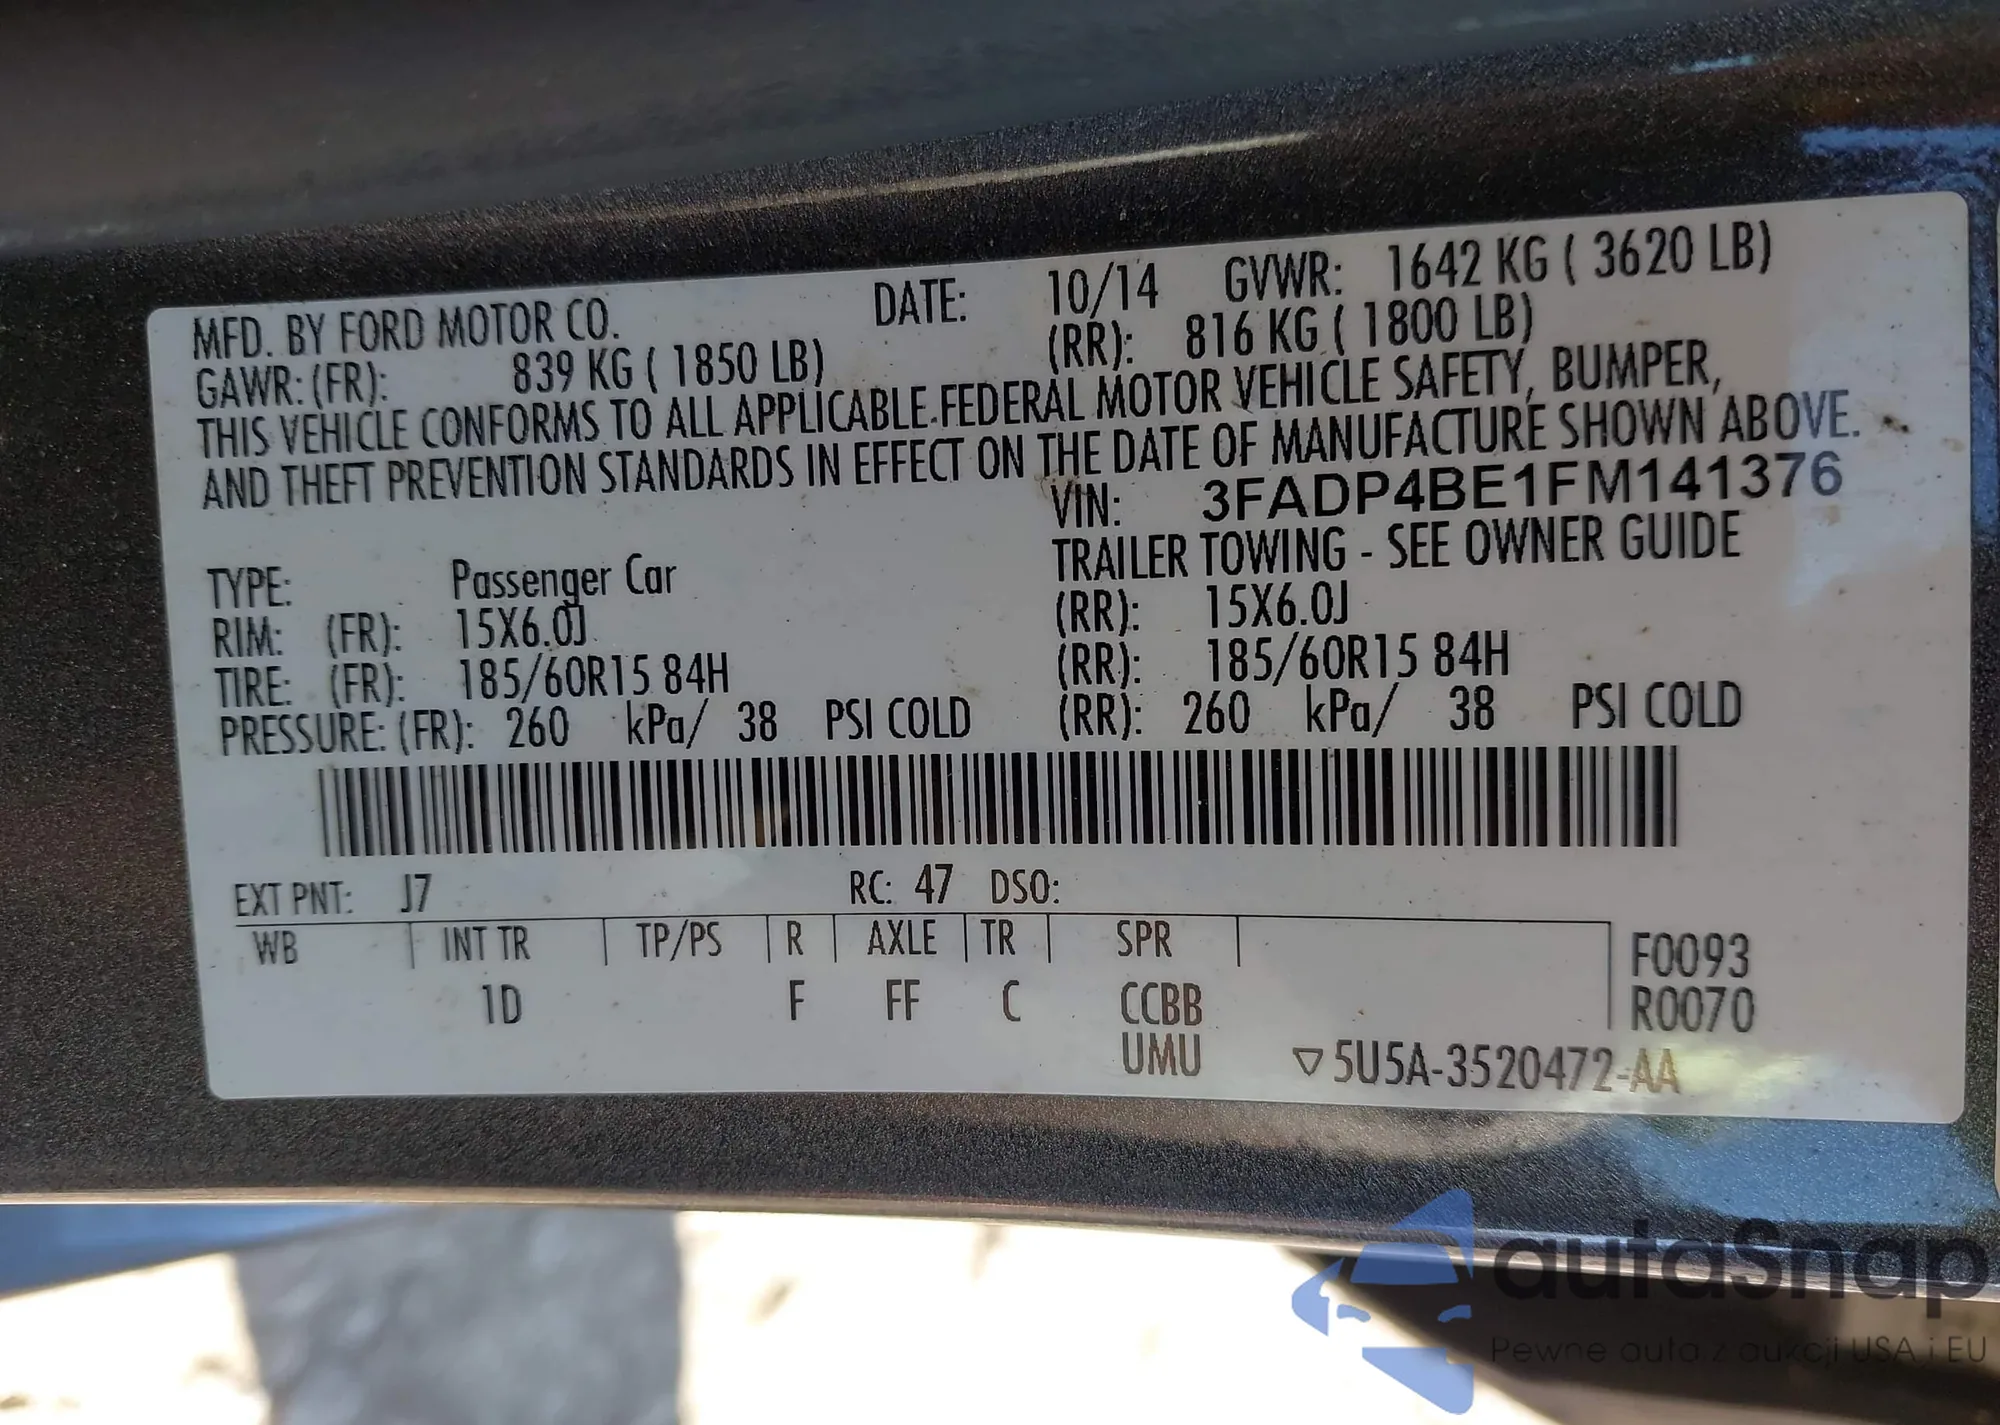 MFD. BY FORD MOTOR CO. DATE: 10/14 GVWR: 1642 KG ( 3620 LB)
GAWR: (FR): 839 KG ( 1850 LB) (RR): 816 KG ( 1800 LB)
THIS VEHICLE CONFORMS TO ALL APPLICABLE FEDERAL MOTOR VEHICLE SAFETY, BUMPER,
AND THEFT PREVENTION STANDARDS IN EFFECT ON THE DATE OF MANUFACTURE SHOWN ABOVE.
VIN: 3FADP4BE1FM141376
TRAILER TOWING - SEE OWNER GUIDE
TYPE: Passenger Car
RIM: (FR): 15X6.0J (RR): 15X6.0J
TIRE: (FR): 185/60R15 84H (RR): 185/60R15 84H
PRESSURE: (FR): 260 kPa/ 38 PSI COLD (RR): 260 kPa/ 38 PSI COLD
EXT PNT: J7 RC: 47 DSO:
WB INT TR TP/PS R AXLE TR SPR F0093
1D F FF C CCBB R0070
UMU ▽5U5A-3520472-AA
autoSnap
Pewne auto z aukcji USA i EU